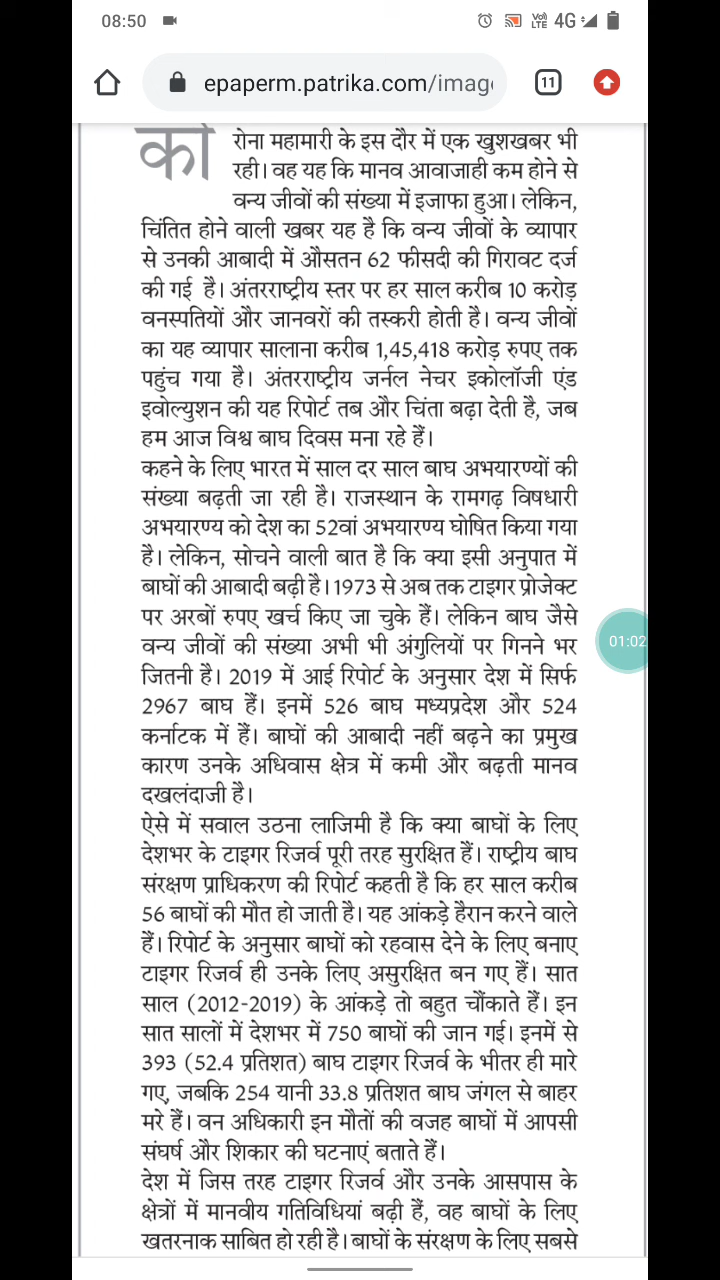 08:50 VoI) LTE 4G
epaperm.patrika.com/imag 11
को रोना महामारी के इस दौर में एक खुशखबर भी
रही। वह यह कि मानव आवाजाही कम होने से
वन्य जीवों की संख्या में इजाफा हुआ। लेकिन,
चिंतित होने वाली खबर यह है कि वन्य जीवों के व्यापार
से उनकी आबादी में औसतन 62 फीसदी की गिरावट दर्ज
की गई है। अंतरराष्ट्रीय स्तर पर हर साल करीब 10 करोड़
वनस्पतियों और जानवरों की तस्करी होती है। वन्य जीवों
का यह व्यापार सालाना करीब 1,45,418 करोड़ रुपए तक
पहुंच गया है। अंतरराष्ट्रीय जर्नल नेचर इकोलॉजी एंड
इवोल्युशन की यह रिपोर्ट तब और चिंता बढ़ा देती है, जब
हम आज विश्व बाघ दिवस मना रहे हैं।
कहने के लिए भारत में साल दर साल बाघ अभयारण्यों की
संख्या बढ़ती जा रही है। राजस्थान के रामगढ़ विषधारी
अभयारण्य को देश का 52वां अभयारण्य घोषित किया गया
है। लेकिन, सोचने वाली बात है कि क्या इसी अनुपात में
बाघों की आबादी बढ़ी है। 1973 से अब तक टाइगर प्रोजेक्ट
पर अरबों रुपए खर्च किए जा चुके हैं। लेकिन बाघ जैसे
वन्य जीवों की संख्या अभी भी अंगुलियों पर गिनने भर
जितनी है। 2019 में आई रिपोर्ट के अनुसार देश में सिर्फ
2967 बाघ हैं। इनमें 526 बाघ मध्यप्रदेश और 524
कर्नाटक में हैं। बाघों की आबादी नहीं बढ़ने का प्रमुख
कारण उनके अधिवास क्षेत्र में कमी और बढ़ती मानव
दखलंदाजी है।
ऐसे में सवाल उठना लाजिमी है कि क्या बाघों के लिए
देशभर के टाइगर रिजर्व पूरी तरह सुरक्षित हैं। राष्ट्रीय बाघ
संरक्षण प्राधिकरण की रिपोर्ट कहती है कि हर साल करीब
56 बाघों की मौत हो जाती है। यह आंकड़े हैरान करने वाले
हैं। रिपोर्ट के अनुसार बाघों को रहवास देने के लिए बनाए
टाइगर रिजर्व ही उनके लिए असुरक्षित बन गए हैं। सात
साल (2012-2019) के आंकड़े तो बहुत चौंकाते हैं। इन
सात सालों में देशभर में 750 बाघों की जान गई। इनमें से
393 (52.4 प्रतिशत) बाघ टाइगर रिजर्व के भीतर ही मारे
गए, जबकि 254 यानी 33.8 प्रतिशत बाघ जंगल से बाहर
मरे हैं। वन अधिकारी इन मौतों की वजह बाघों में आपसी
संघर्ष और शिकार की घटनाएं बताते हैं।
देश में जिस तरह टाइगर रिजर्व और उनके आसपास के
क्षेत्रों में मानवीय गतिविधियां बढ़ी हैं, वह बाघों के लिए
खतरनाक साबित हो रही है। बाघों के संरक्षण के लिए सबसे
01:02